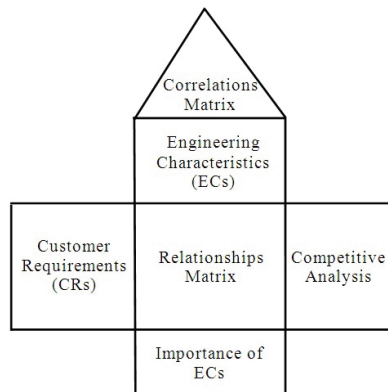 Correlations
Matrix
Engineering
Characteristics
(ECs)
Customer
Requirements
(CRs)
Relationships
Matrix
Competitive
Analysis
Importance of
ECs